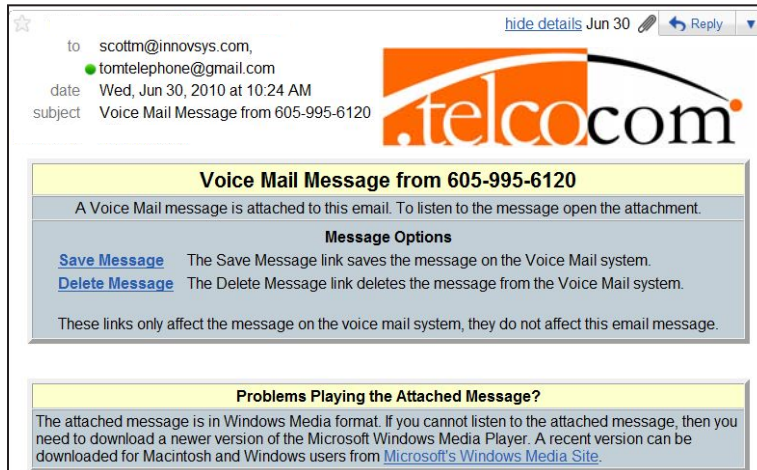 hide details Jun 30 Reply
to scottm@innovsys.com,
tomtelephone@gmail.com
date Wed, Jun 30, 2010 at 10:24 AM
subject Voice Mail Message from 605-995-6120
.telcocom
Voice Mail Message from 605-995-6120
A Voice Mail message is attached to this email. To listen to the message open the attachment.
Message Options
Save Message The Save Message link saves the message on the Voice Mail system.
Delete Message The Delete Message link deletes the message from the Voice Mail system.
These links only affect the message on the voice mail system, they do not affect this email message.
Problems Playing the Attached Message?
The attached message is in Windows Media format. If you cannot listen to the attached message, then you
need to download a newer version of the Microsoft Windows Media Player. A recent version can be
downloaded for Macintosh and Windows users from Microsoft's Windows Media Site.